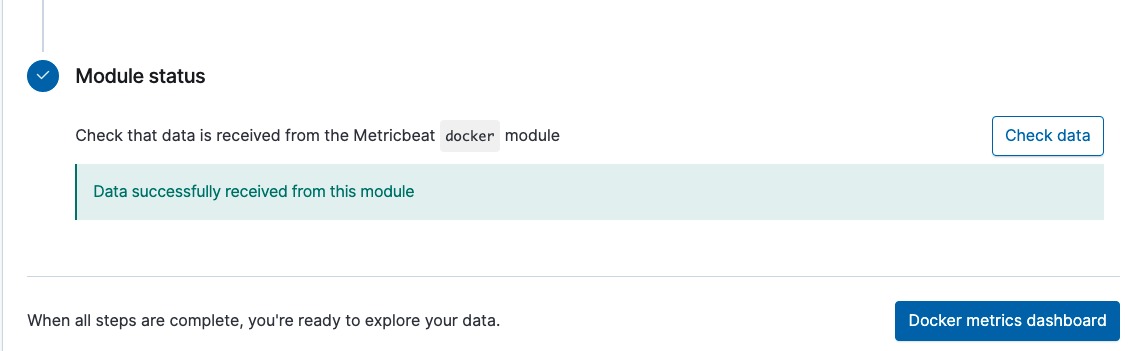 Module status
Check that data is received from the Metricbeat docker module
Check data
Data successfully received from this module
When all steps are complete, you're ready to explore your data.
Docker metrics dashboard